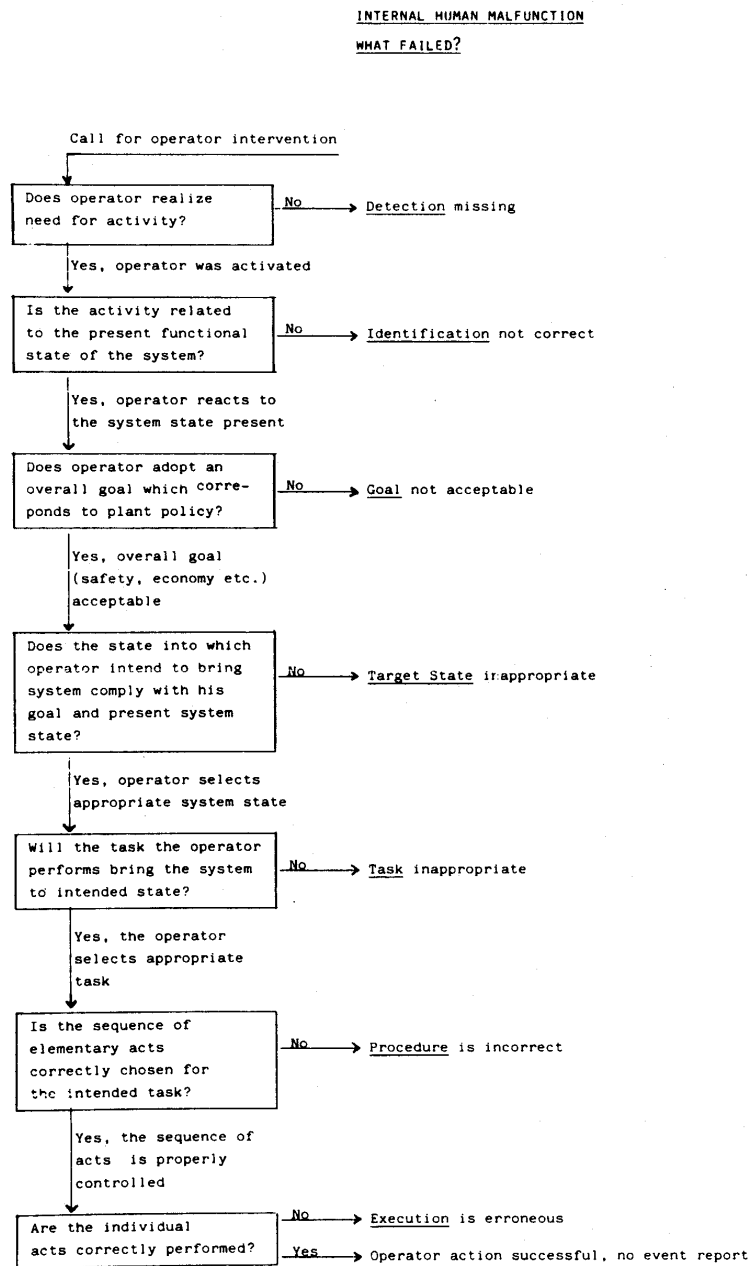 INTERNAL HUMAN MALFUNCTION
WHAT FAILED?
Call for operator intervention
Does operator realize
need for activity?
No
Detection missing
Yes, operator was activated
Is the activity related
to the present functional
state of the system?
No
Identification not correct
Yes, operator reacts to
the system state present
Does operator adopt an
overall goal which corre-
ponds to plant policy?
No
Goal not acceptable
Yes, overall goal
(safety, economy etc.)
acceptable
Does the state into which
operator intend to bring
system comply with his
goal and present system
state?
No
Target State inappropriate
Yes, operator selects
appropriate system state
Will the task the operator
performs bring the system
to intended state?
No
Task inappropriate
Yes, the operator
selects appropriate
task
Is the sequence of
elementary acts
correctly chosen for
the intended task?
No
Procedure is incorrect
Yes, the sequence of
acts is properly
controlled
Are the individual
acts correctly performed?
No
Execution is erroneous
Yes
Operator action successful, no event report